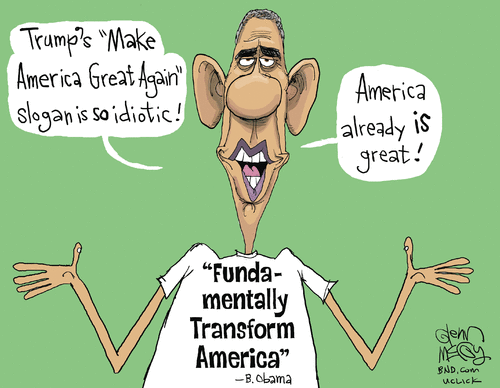 Trump's "Make
America Great Again"
slogan is so idiotic!
America
already is
great!
"Funda-
mentally
Transform
America"
-B. Obama
Glenn
McCoy
BND.com
UCLICK